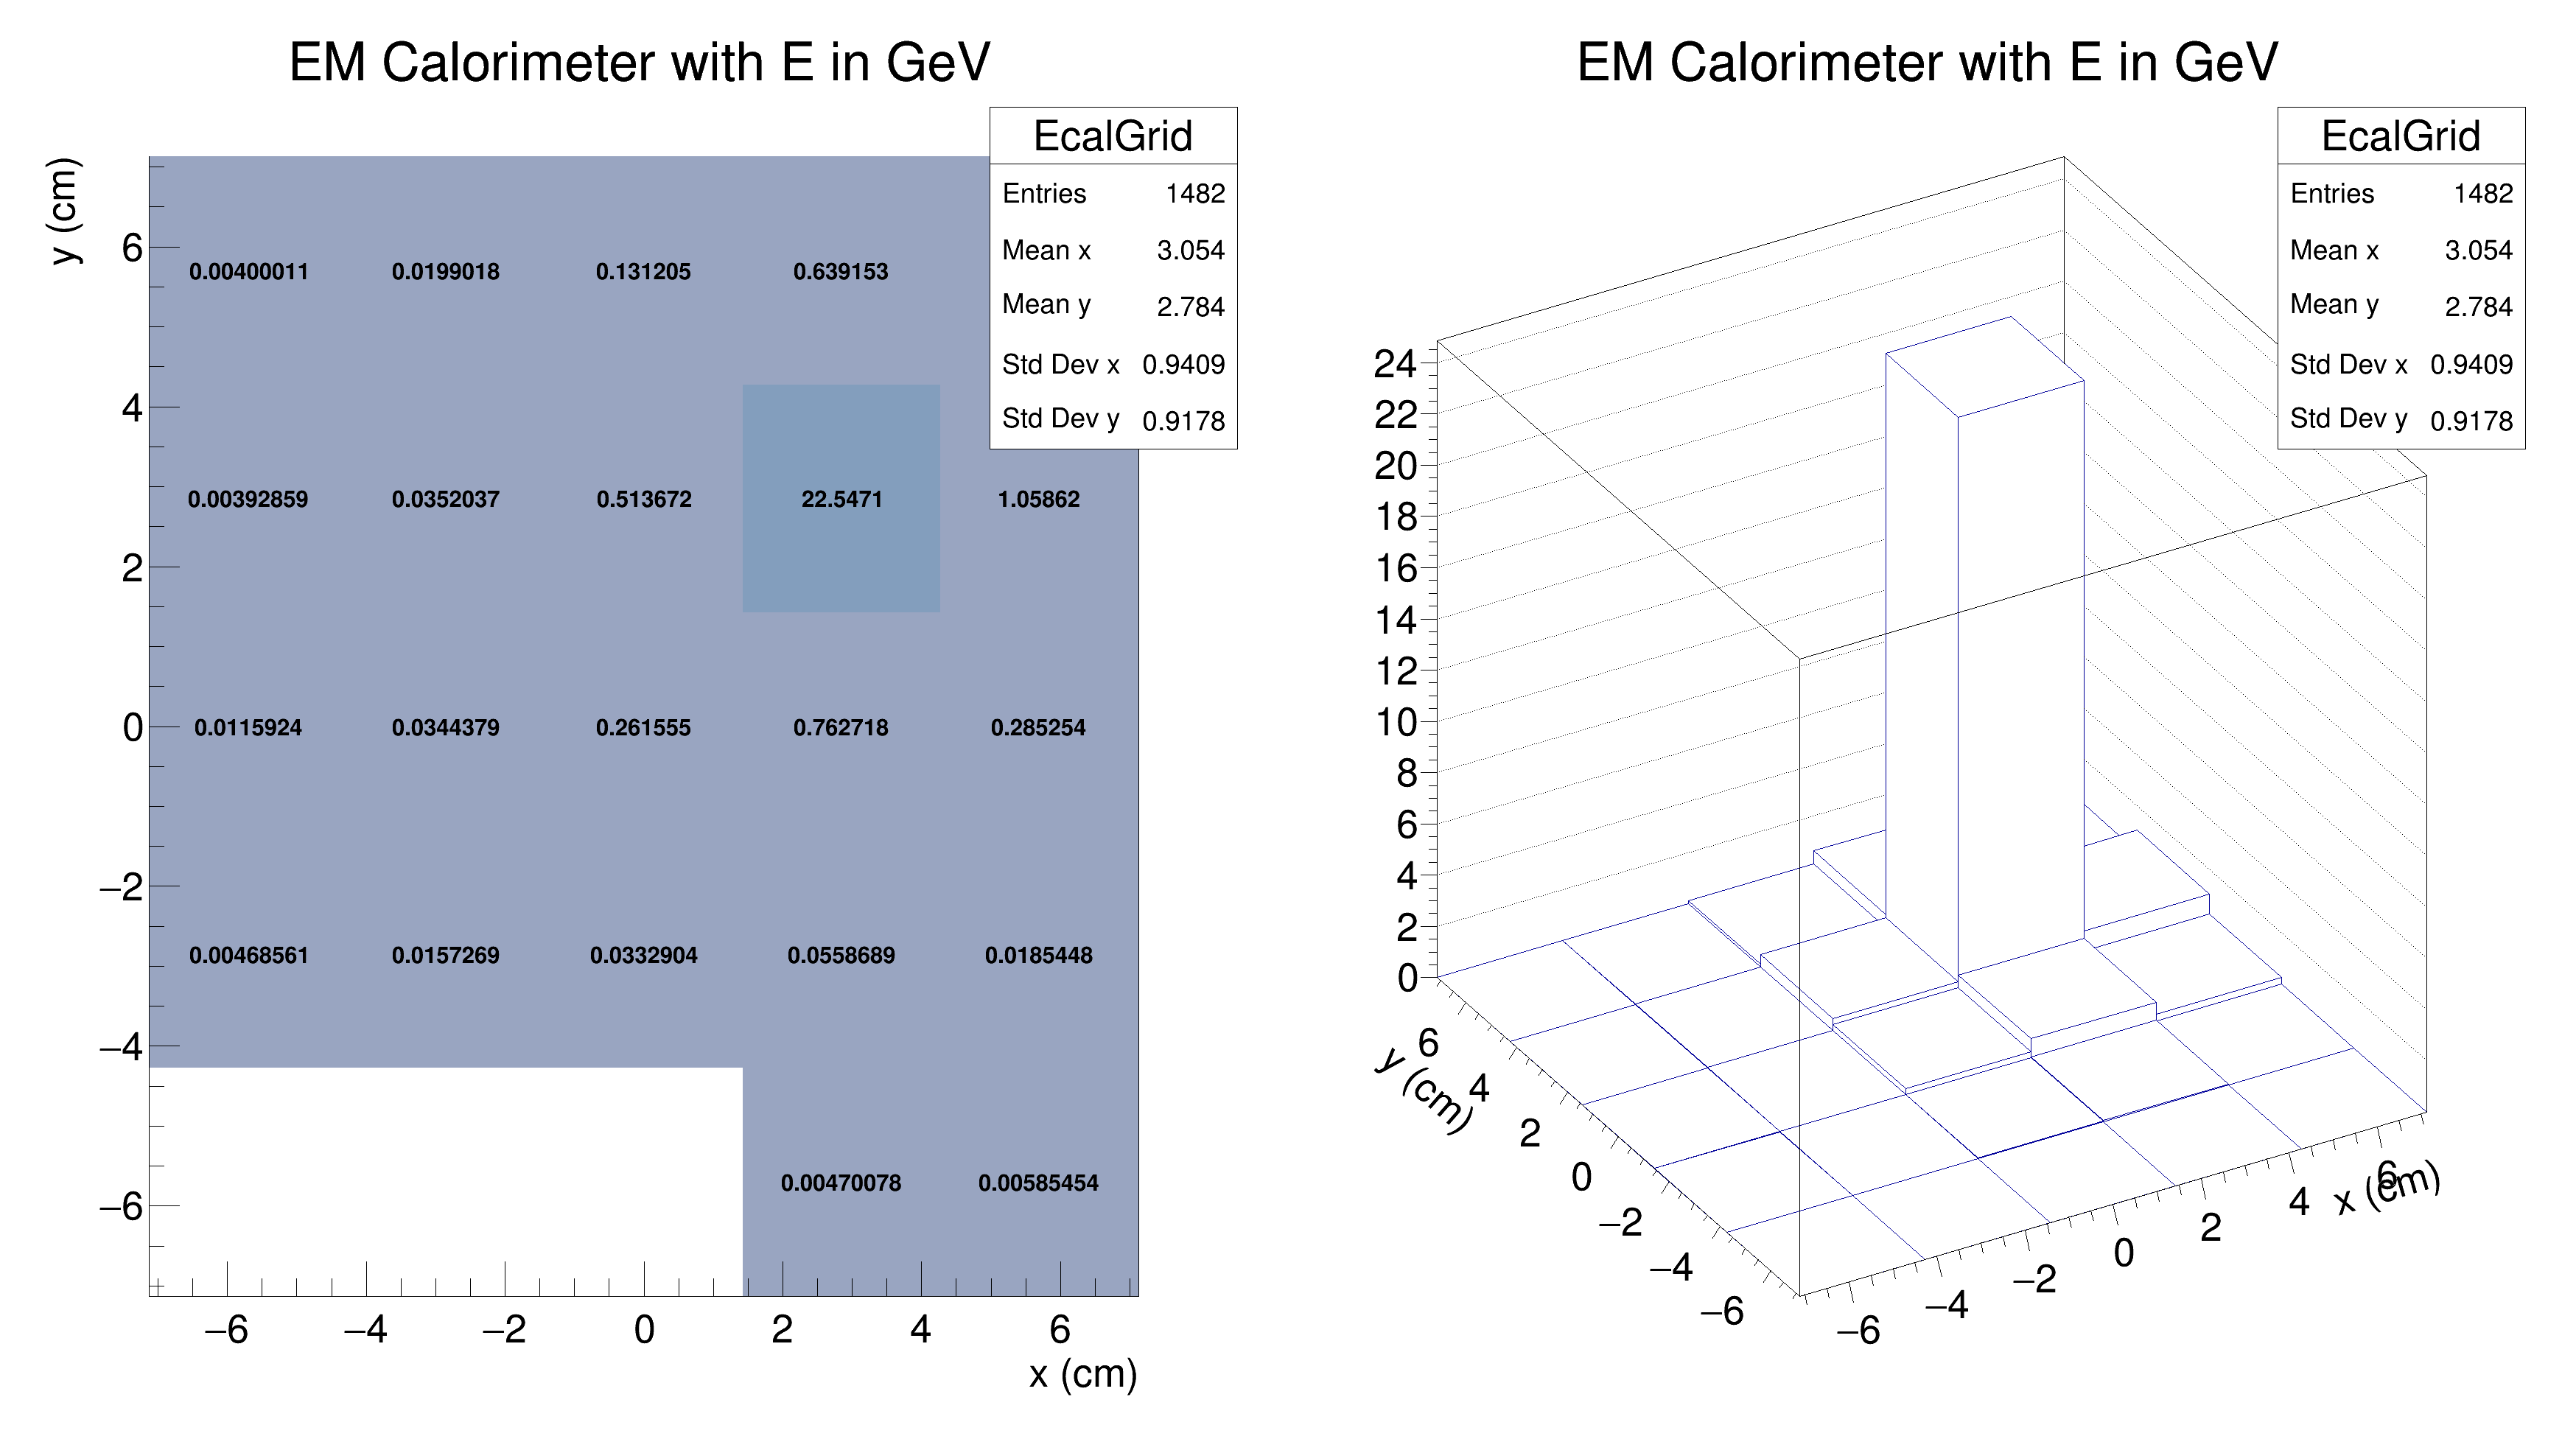 EM Calorimeter with E in GeV
EcalGrid
Entries 1482
Mean x 3.054
Mean y 2.784
Std Dev x 0.9409
Std Dev y 0.9178
y (cm)
6
4
2
0
−2
−4
−6
0.00400011 0.0199018 0.131205 0.639153
0.00392859 0.0352037 0.513672 22.5471 1.05862
0.0115924 0.0344379 0.261555 0.762718 0.285254
0.00468561 0.0157269 0.0332904 0.0558689 0.0185448
0.00470078 0.00585454
−6 −4 −2 0 2 4 6
x (cm)
EM Calorimeter with E in GeV
EcalGrid
Entries 1482
Mean x 3.054
Mean y 2.784
Std Dev x 0.9409
Std Dev y 0.9178
24
22
20
18
16
14
12
10
8
6
4
2
0
y (cm)
6
4
2
0
−2
−4
−6
−6 −4 −2 0 2 4 6
x (cm)